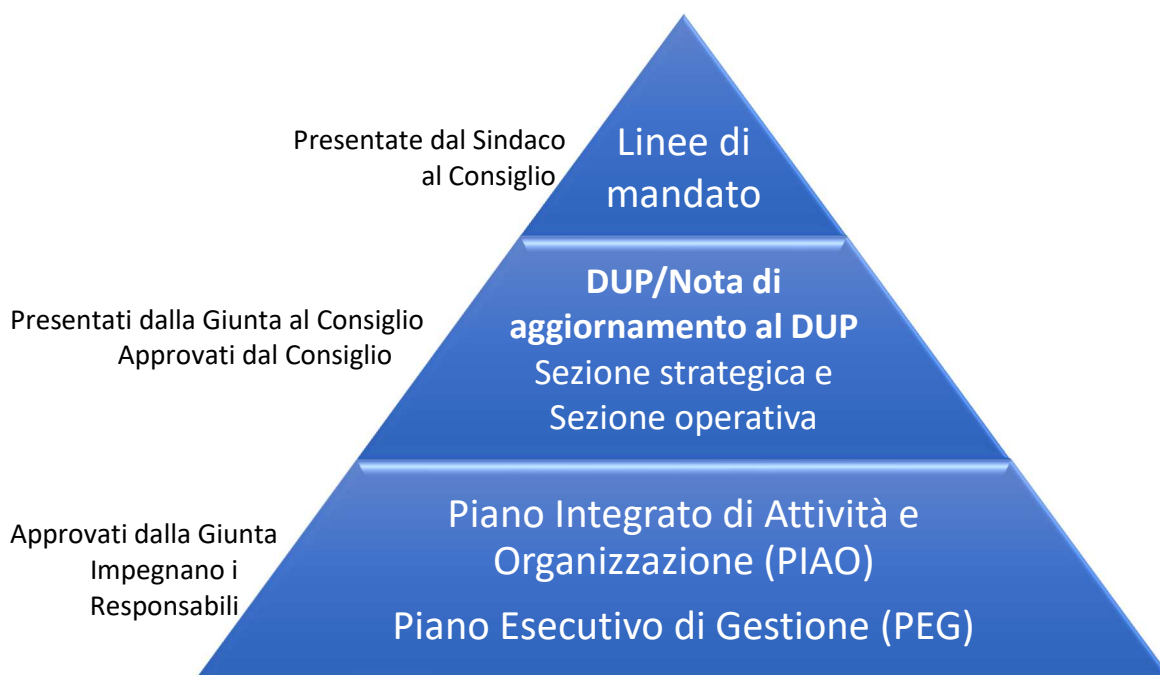 Presentate dal Sindaco
al Consiglio
Linee di
mandato
Presentati dalla Giunta al Consiglio
Approvati dal Consiglio
DUP/Nota di
aggiornamento al DUP
Sezione strategica e
Sezione operativa
Approvati dalla Giunta
Impegnano i
Responsabili
Piano Integrato di Attività e
Organizzazione (PIAO)
Piano Esecutivo di Gestione (PEG)